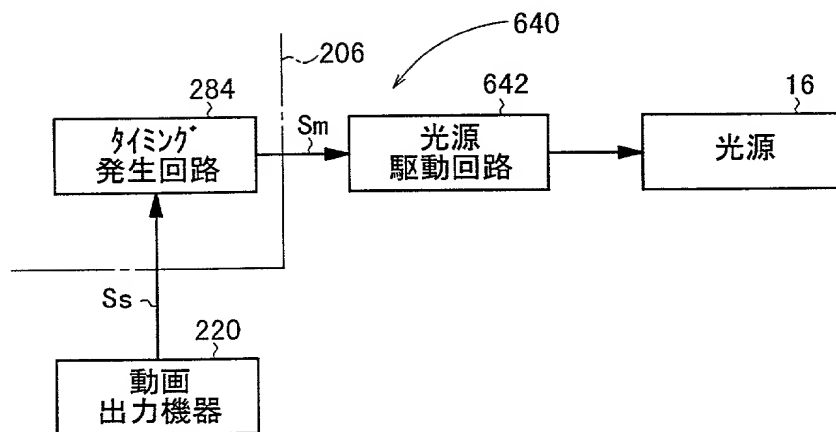 640
206
284
642
16
ﾀｲﾐﾝｸﾞ
発生回路
Sm
光源
駆動回路
光源
Ss
220
動画
出力機器